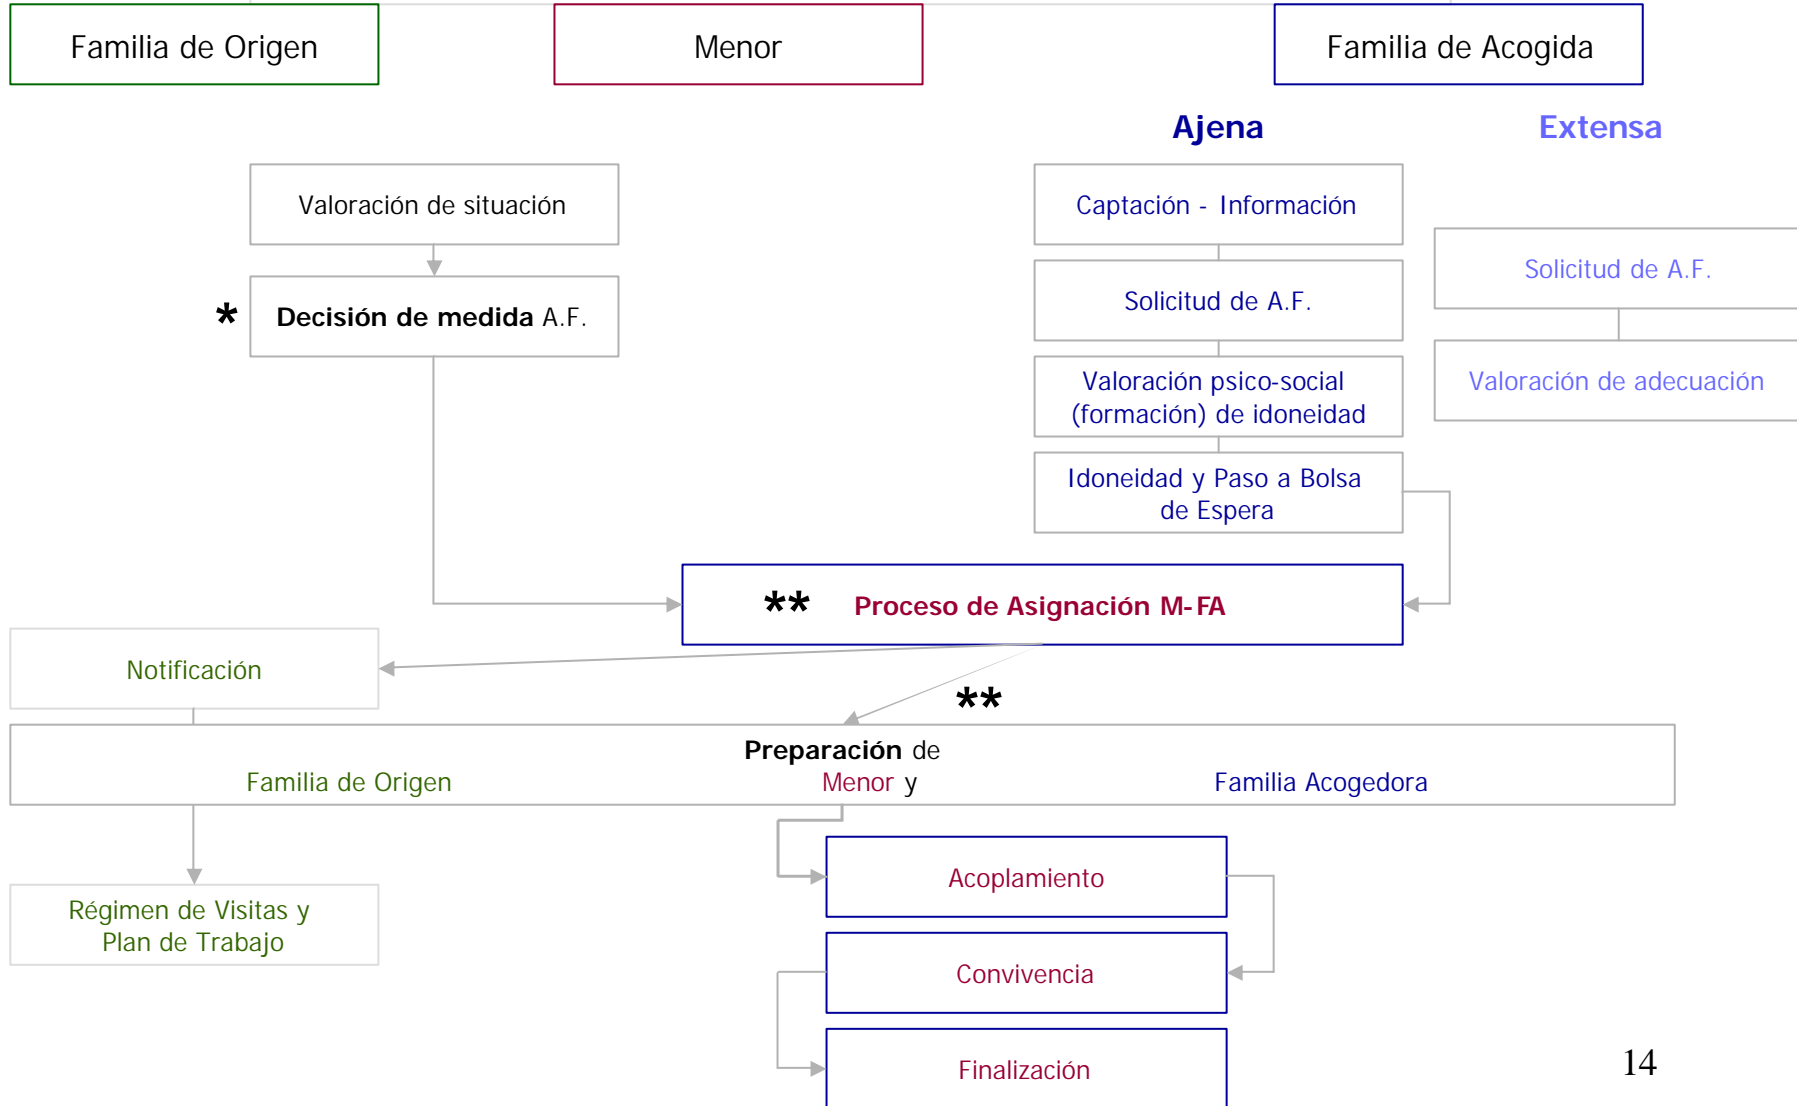 Familia de Origen
Menor
Familia de Acogida
Ajena
Extensa
Valoración de situación
* Decisión de medida A.F.
Captación - Información
Solicitud de A.F.
Valoración psico-social
(formación) de idoneidad
Idoneidad y Paso a Bolsa
de Espera
Solicitud de A.F.
Valoración de adecuación
** Proceso de Asignación M-FA
Notificación
**
Preparación de
Familia de Origen
Menor y
Familia Acogedora
Régimen de Visitas y
Plan de Trabajo
Acoplamiento
Convivencia
Finalización
14